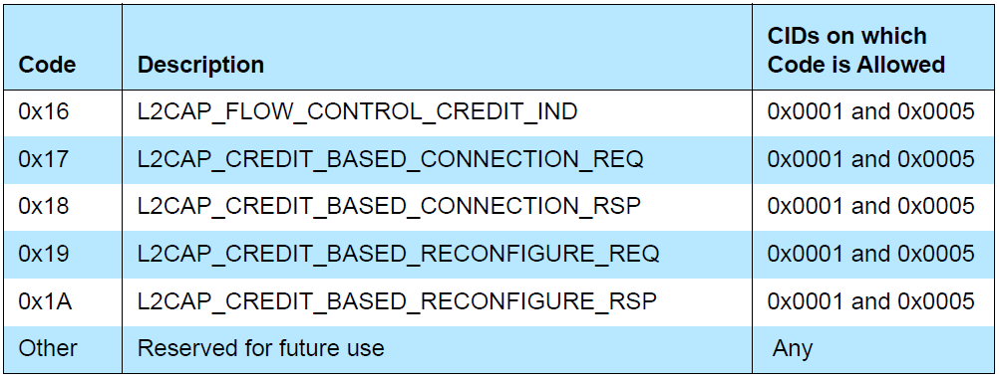 Code Description CIDs on which Code is Allowed
0x16 L2CAP_FLOW_CONTROL_CREDIT_IND 0x0001 and 0x0005
0x17 L2CAP_CREDIT_BASED_CONNECTION_REQ 0x0001 and 0x0005
0x18 L2CAP_CREDIT_BASED_CONNECTION_RSP 0x0001 and 0x0005
0x19 L2CAP_CREDIT_BASED_RECONFIGURE_REQ 0x0001 and 0x0005
0x1A L2CAP_CREDIT_BASED_RECONFIGURE_RSP 0x0001 and 0x0005
Other Reserved for future use Any